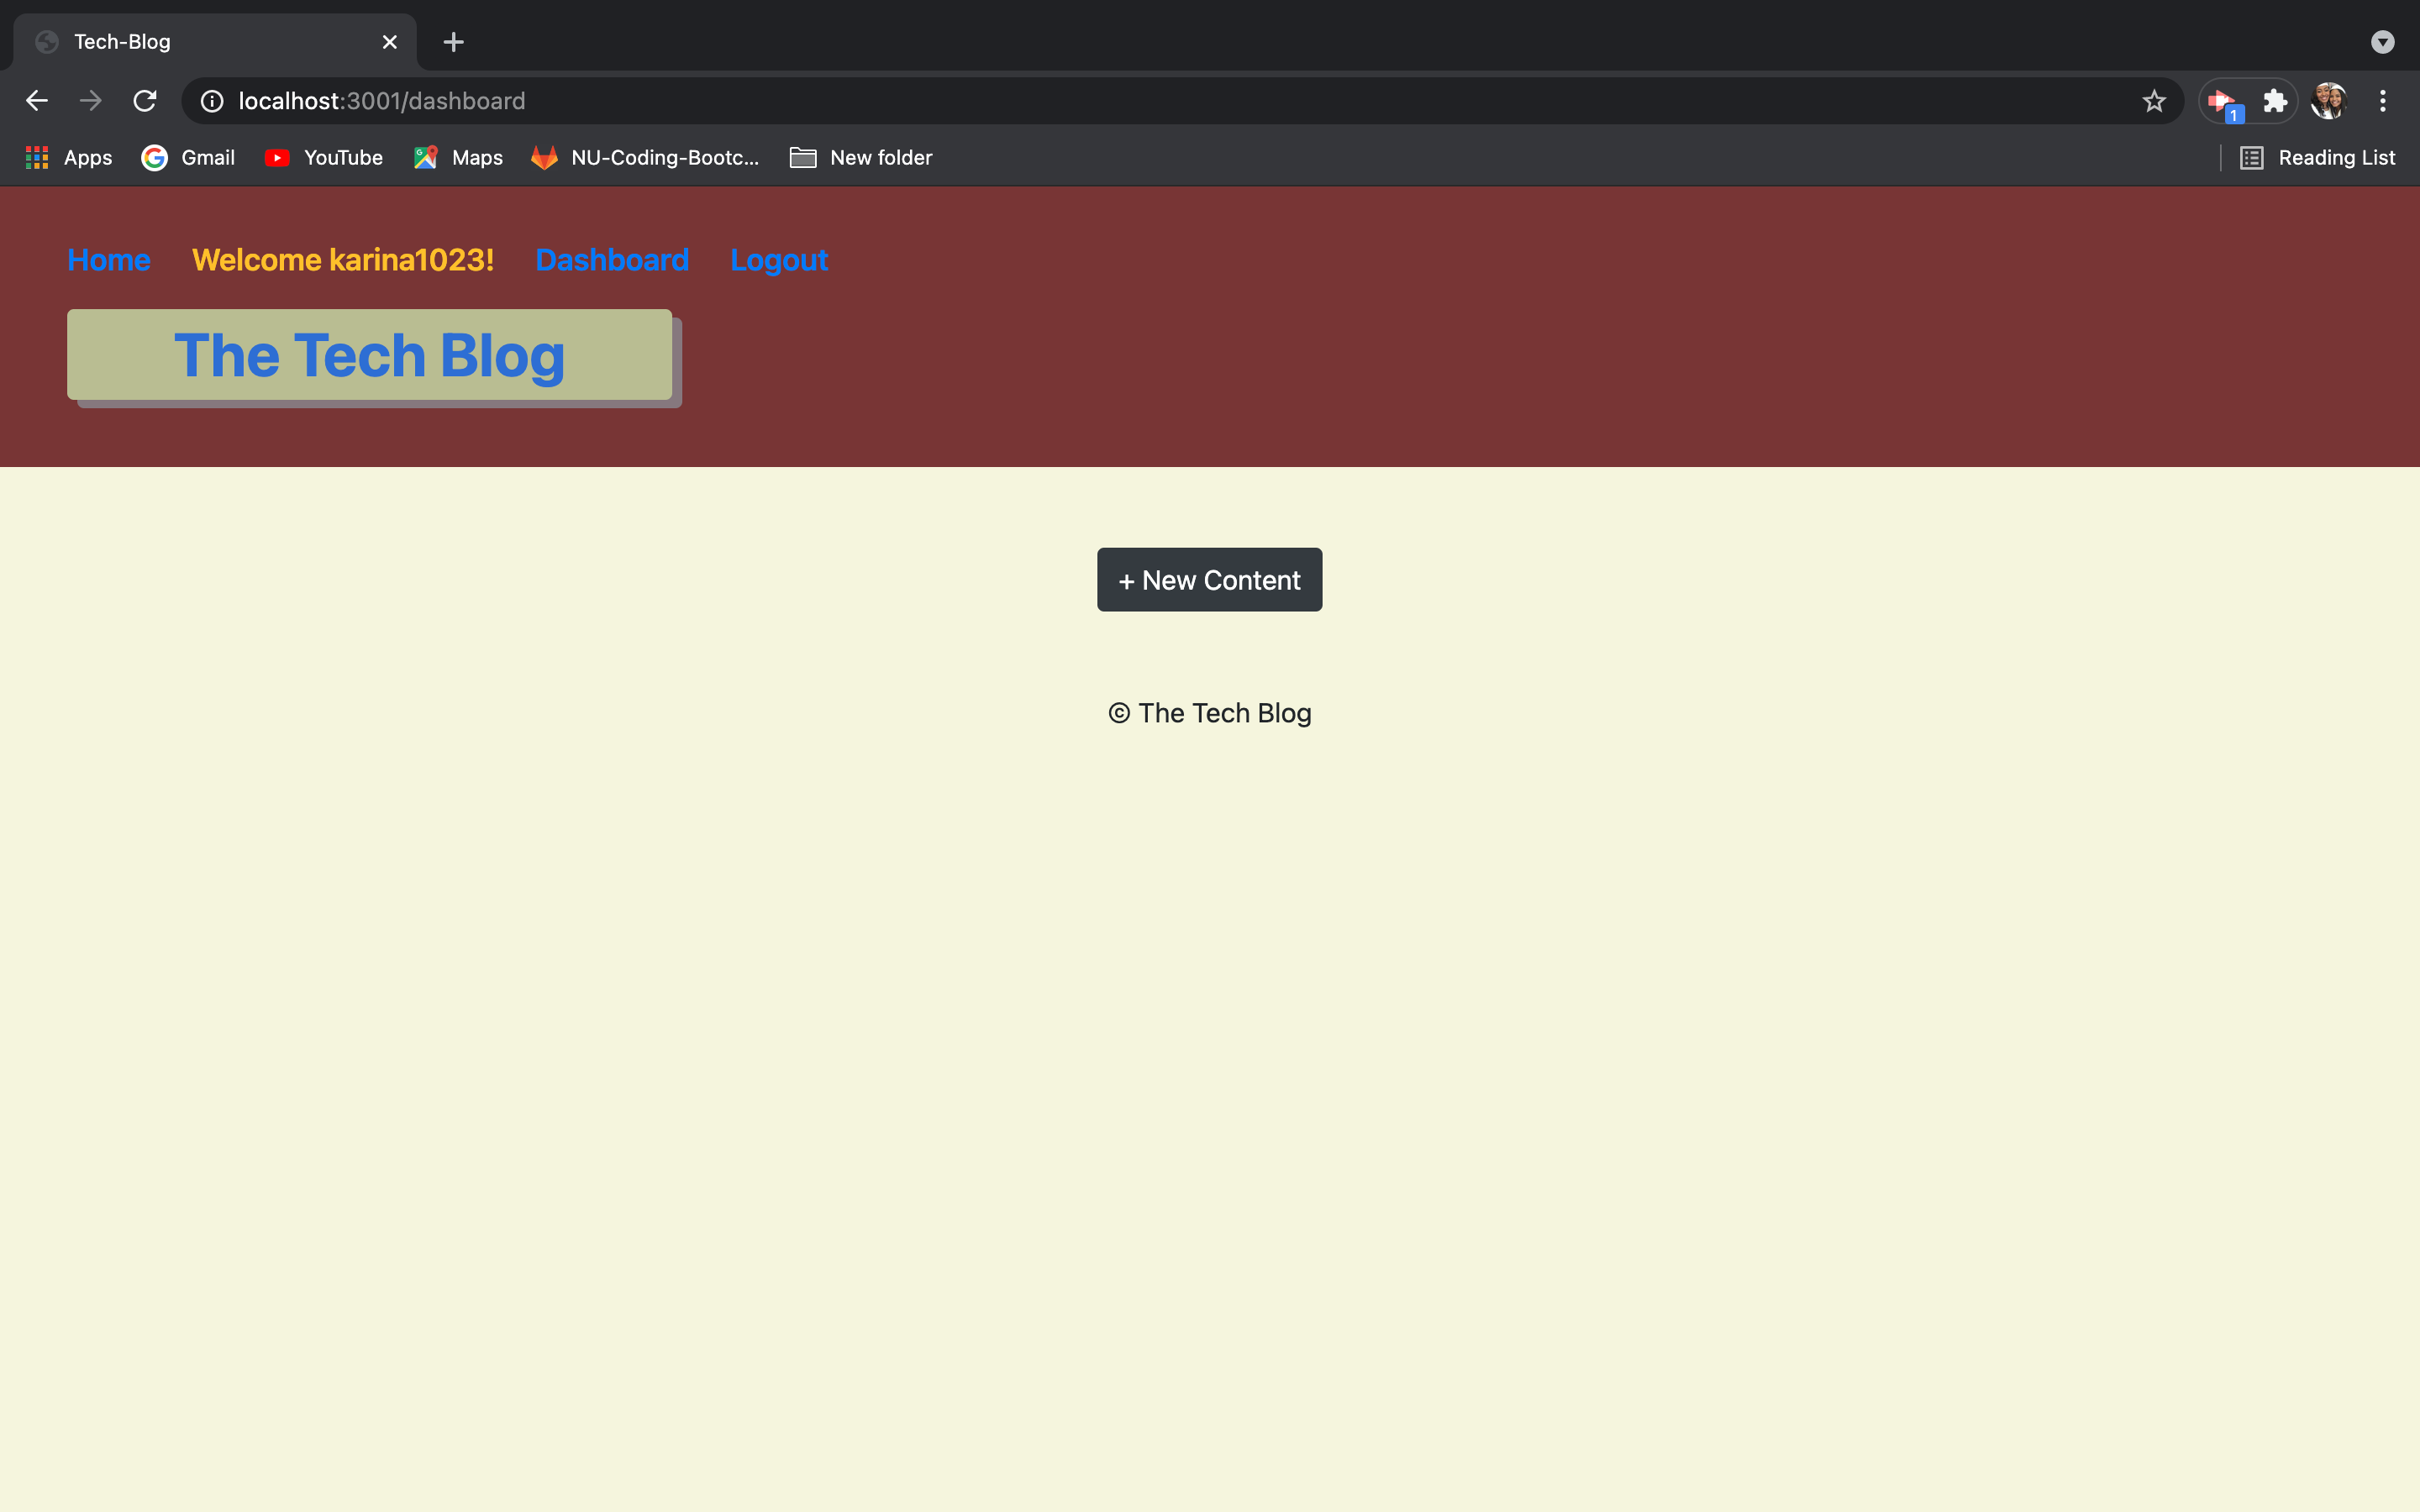 Tech-Blog
localhost:3001/dashboard
1
Apps Gmail YouTube Maps NU-Coding-Bootc... New folder Reading List
Home Welcome karina1023! Dashboard Logout
The Tech Blog
+ New Content
© The Tech Blog